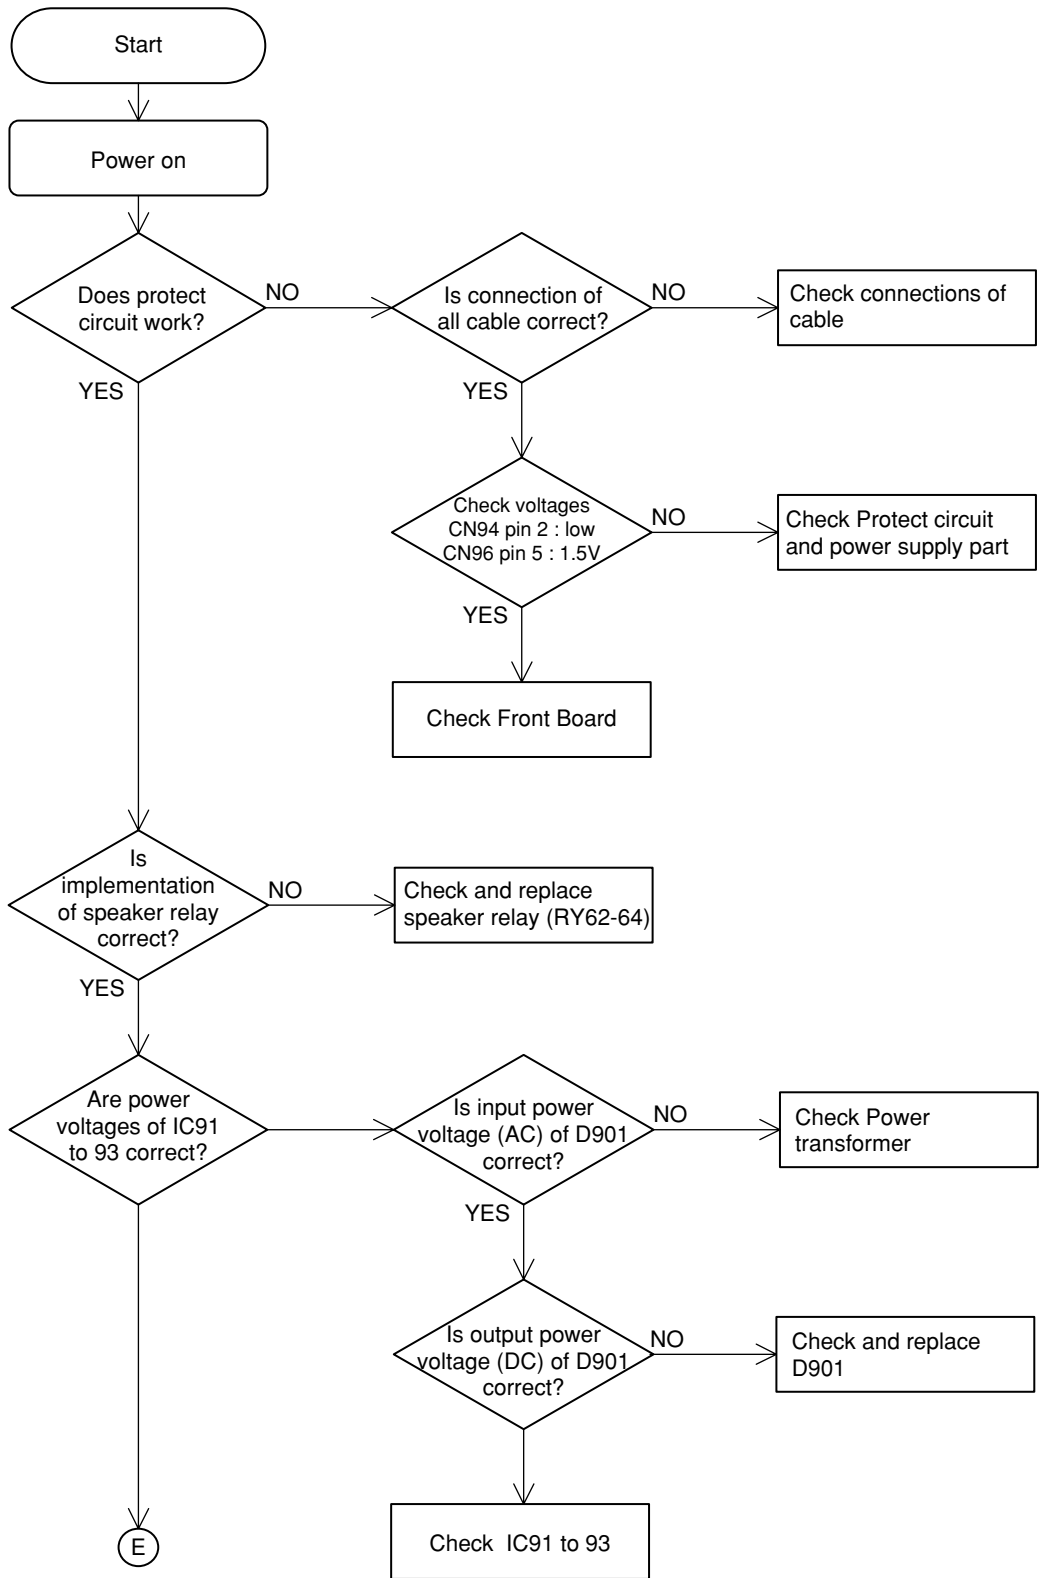 Start
Power on
Does protect
circuit work?
NO
YES
Is connection of
all cable correct?
NO
YES
Check connections of
cable
Check voltages
CN94 pin 2 : low
CN96 pin 5 : 1.5V
NO
YES
Check Protect circuit
and power supply part
Check Front Board
Is
implementation
of speaker relay
correct?
NO
YES
Check and replace
speaker relay (RY62-64)
Are power
voltages of IC91
to 93 correct?
Is input power
voltage (AC) of D901
correct?
NO
YES
Check Power
transformer
Is output power
voltage (DC) of D901
correct?
NO
Check and replace
D901
E
Check IC91 to 93